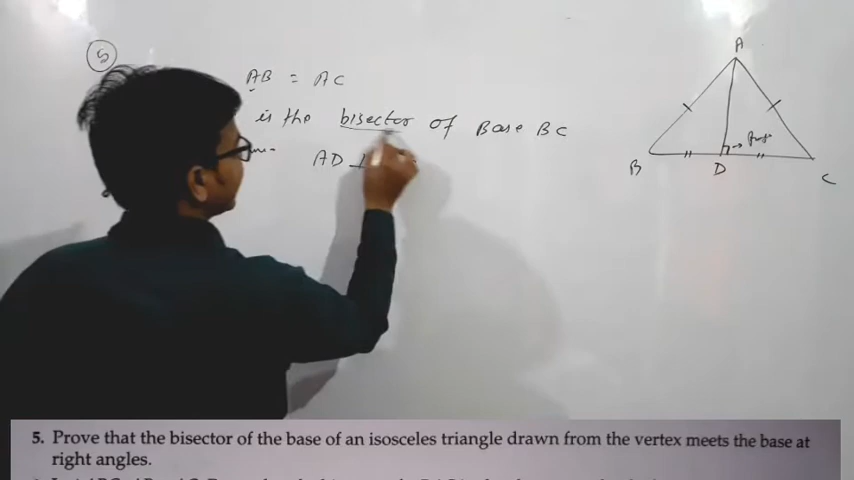 5
AB = AC
is the bisector of Base BC
AD ⊥
A
B
D
C
5. Prove that the bisector of the base of an isosceles triangle drawn from the vertex meets the base at
right angles.